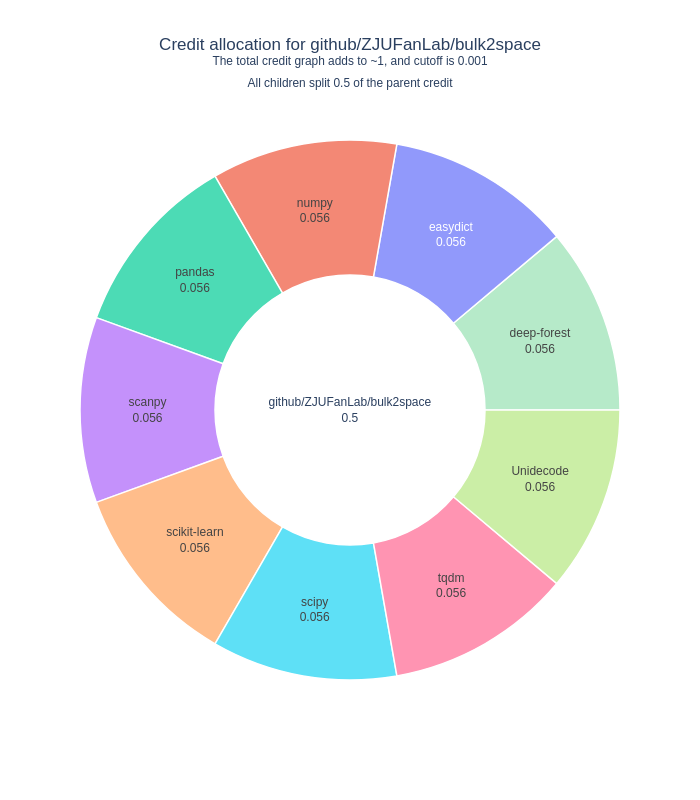 Credit allocation for github/ZJUFanLab/bulk2space
The total credit graph adds to ~1, and cutoff is 0.001
All children split 0.5 of the parent credit
numpy
0.056
easydict
0.056
pandas
0.056
deep-forest
0.056
scanpy
0.056
github/ZJUFanLab/bulk2space
0.5
Unidecode
0.056
scikit-learn
0.056
tqdm
0.056
scipy
0.056